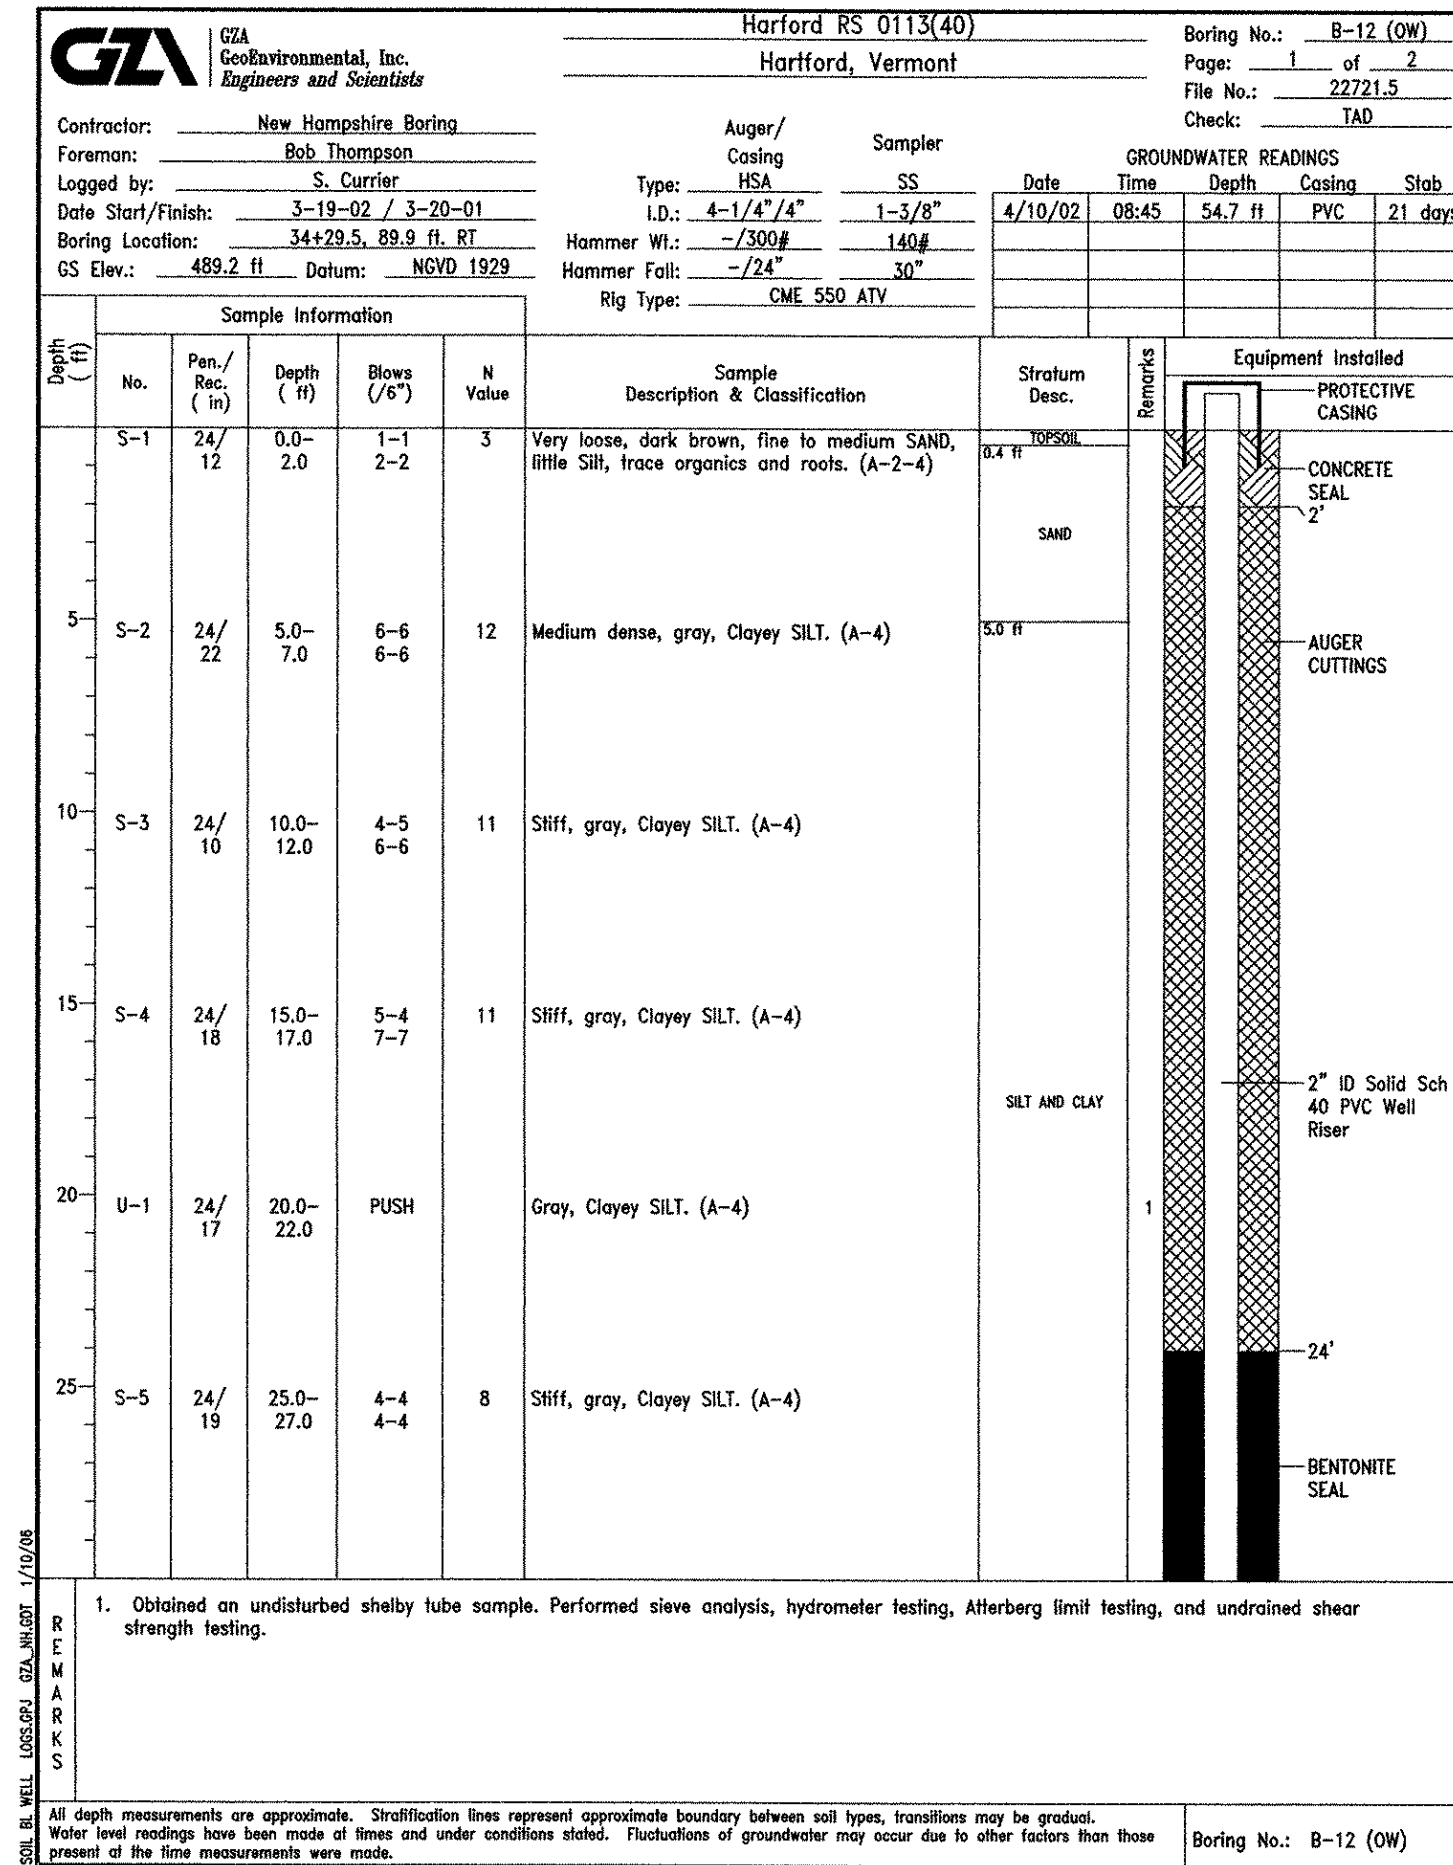 GZA
GZA
GeoEnvironmental, Inc.
Engineers and Scientists
Harford RS 0113(40)
Hartford, Vermont
Boring No.: B-12 (OW)
Page: 1 of 2
File No.: 22721.5
Check: TAD
Contractor: New Hampshire Boring
Foreman: Bob Thompson
Logged by: S. Currier
Date Start/Finish: 3-19-02 / 3-20-01
Boring Location: 34+29.5, 89.9 ft. RT
GS Elev.: 489.2 ft Datum: NGVD 1929
Auger/
Casing Sampler
Type: HSA SS
I.D.: 4-1/4"/4" 1-3/8"
Hammer Wt.: -/300# 140#
Hammer Fall: -/24" 30"
Rig Type: CME 550 ATV
GROUNDWATER READINGS
Date Time Depth Casing Stab
4/10/02 08:45 54.7 ft PVC 21 days
Depth
( ft)
Sample Information
No.
Pen./
Rec.
( in)
Depth
( ft)
Blows
(/6")
N
Value
Sample
Description & Classification
Stratum
Desc.
Remarks
Equipment Installed
PROTECTIVE
CASING
S-1 24/ 0.0- 1-1 3 Very loose, dark brown, fine to medium SAND,
12 2.0 2-2 little Silt, trace organics and roots. (A-2-4)
TOPSOIL
0.4 ft
CONCRETE
SEAL
2'
SAND
5
S-2 24/ 5.0- 6-6 12 Medium dense, gray, Clayey SILT. (A-4)
22 7.0 6-6
5.0 ft
AUGER
CUTTINGS
10
S-3 24/ 10.0- 4-5 11 Stiff, gray, Clayey SILT. (A-4)
10 12.0 6-6
15
S-4 24/ 15.0- 5-4 11 Stiff, gray, Clayey SILT. (A-4)
18 17.0 7-7
SILT AND CLAY
2" ID Solid Sch
40 PVC Well
Riser
20
U-1 24/ 20.0- PUSH Gray, Clayey SILT. (A-4) 1
17 22.0
24'
25
S-5 24/ 25.0- 4-4 8 Stiff, gray, Clayey SILT. (A-4)
19 27.0 4-4
BENTONITE
SEAL
REMARKS
1. Obtained an undisturbed shelby tube sample. Performed sieve analysis, hydrometer testing, Atterberg limit testing, and undrained shear
strength testing.
SOIL BL WELL LOGS.GPJ GZA_NH.GDT 1/10/06
All depth measurements are approximate. Stratification lines represent approximate boundary between soil types, transitions may be gradual.
Water level readings have been made at times and under conditions stated. Fluctuations of groundwater may occur due to other factors than those
present at the time measurements were made.
Boring No.: B-12 (OW)